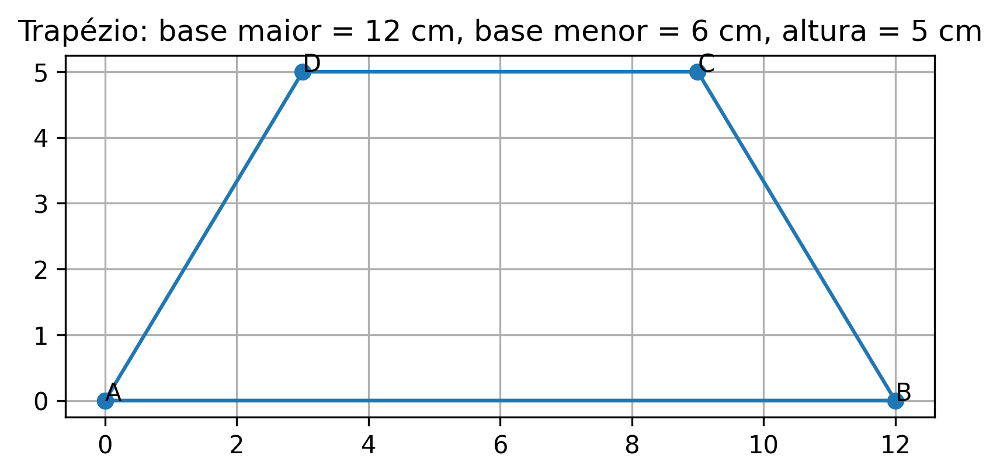 Trapézio: base maior = 12 cm, base menor = 6 cm, altura = 5 cm
D C
5
4
3
2
1
A B
0
0 2 4 6 8 10 12